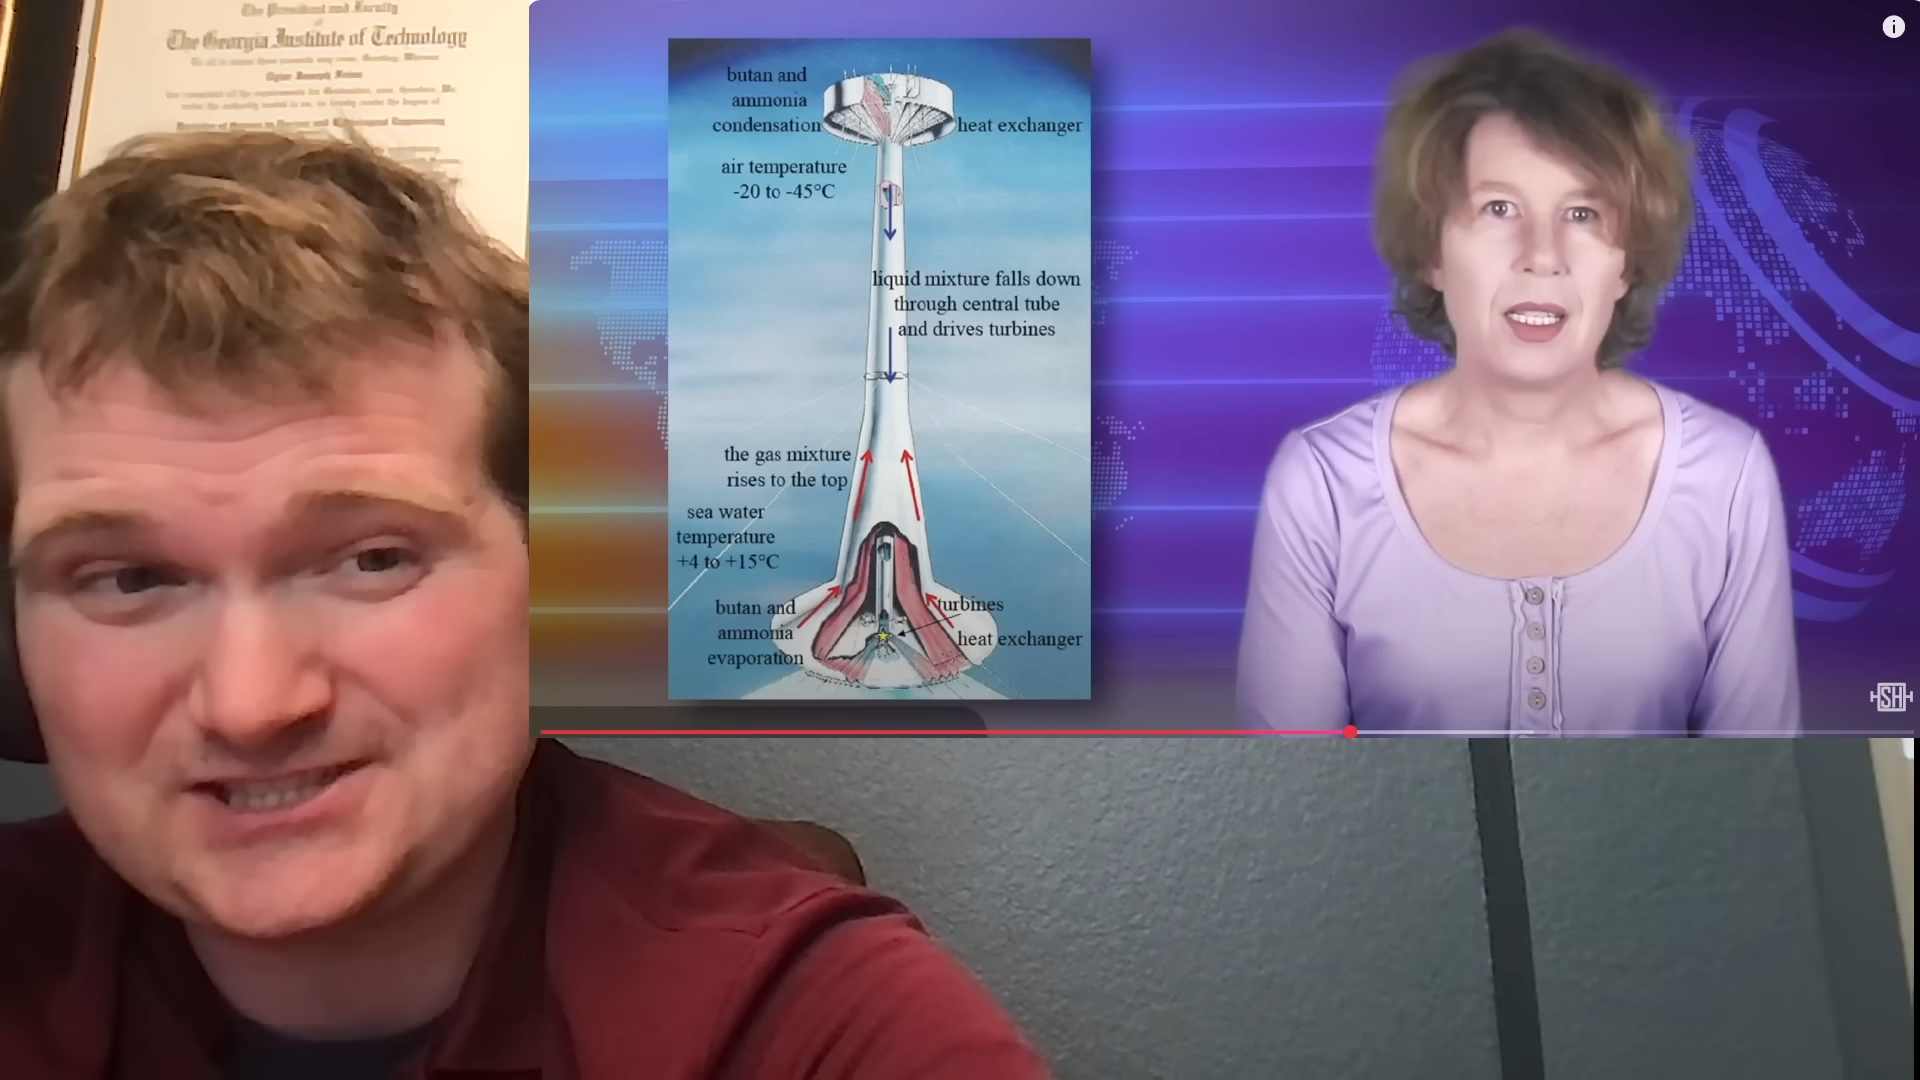 The President and Faculty
of
The Georgia Institute of Technology
butan and
ammonia
condensation
heat exchanger
air temperature
-20 to -45°C
liquid mixture falls down
through central tube
and drives turbines
the gas mixture
rises to the top
sea water
temperature
+4 to +15°C
butan and
ammonia
evaporation
turbines
heat exchanger
i
SH